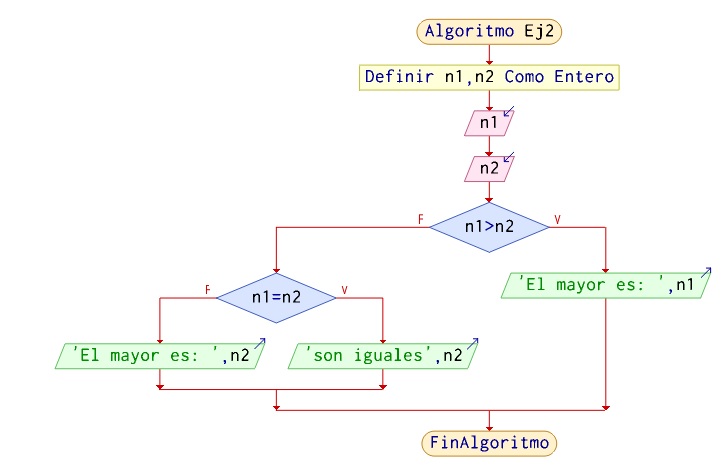 Algoritmo Ej2
Definir n1,n2 Como Entero
n1
n2
n1>n2
F
V
'El mayor es: ',n1
n1=n2
F
V
'El mayor es: ',n2
'son iguales',n2
FinAlgoritmo